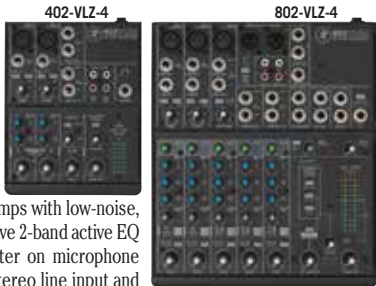 402-VLZ-4
802-VLZ-4
mps with low-noise,
ve 2-band active EQ
ter on microphone
tereo line input and